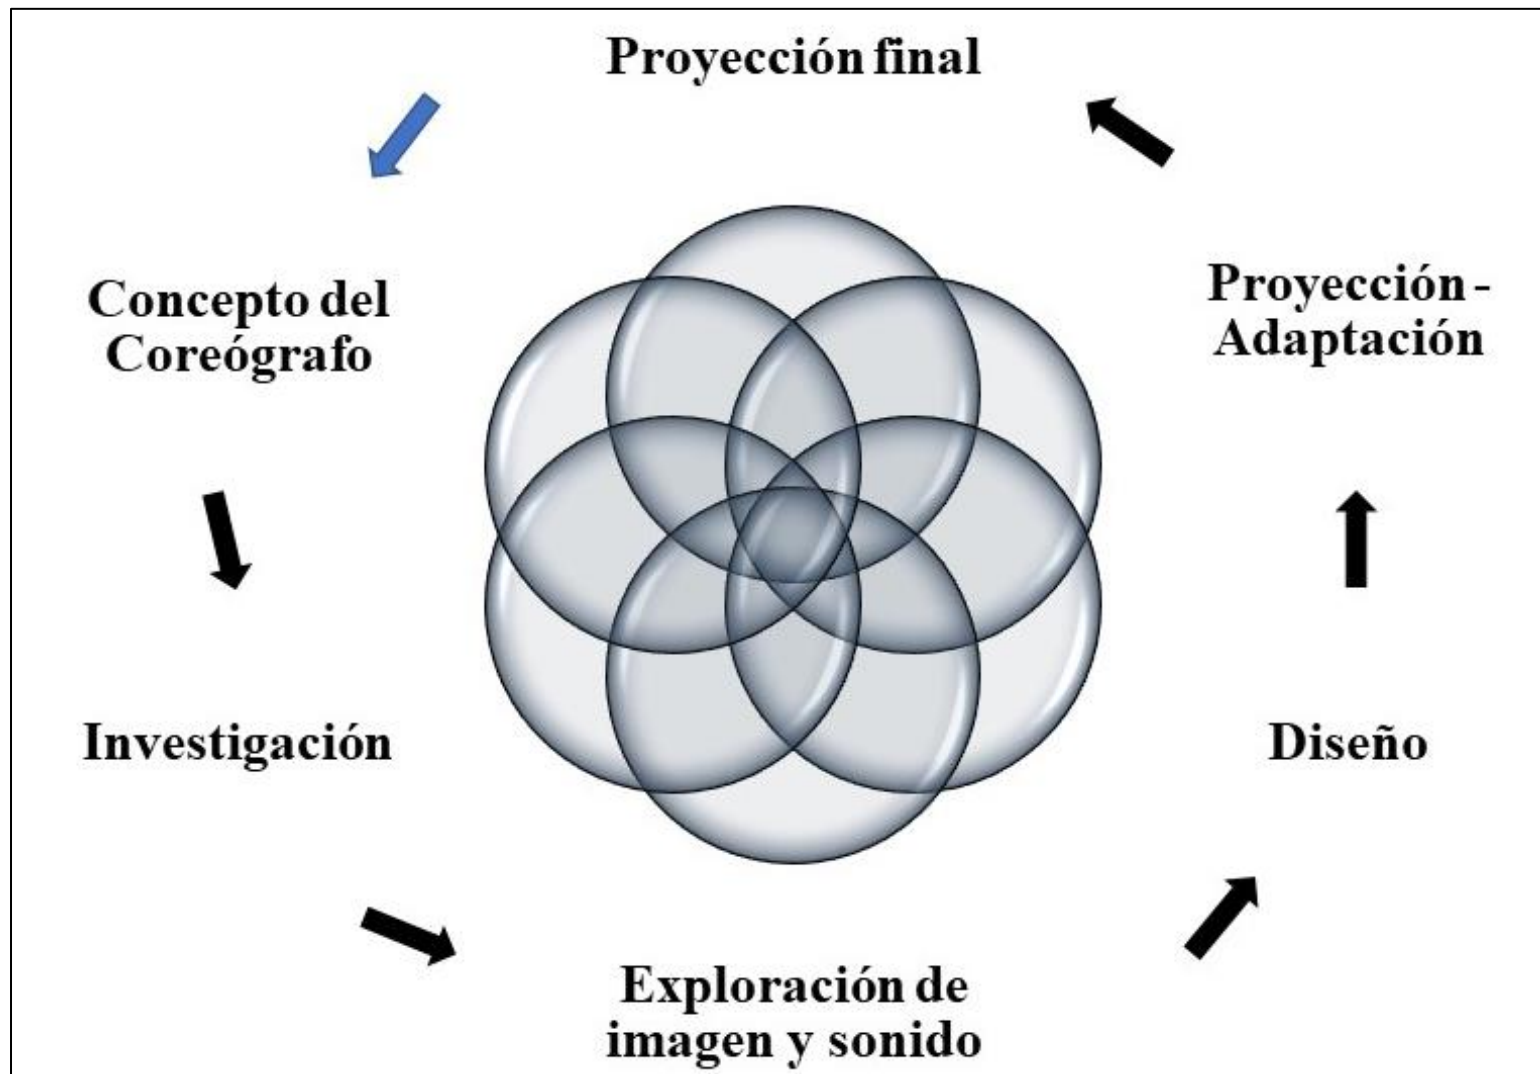 Proyección final
Concepto del
Coreógrafo
Proyección -
Adaptación
Investigación
Diseño
Exploración de
imagen y sonido